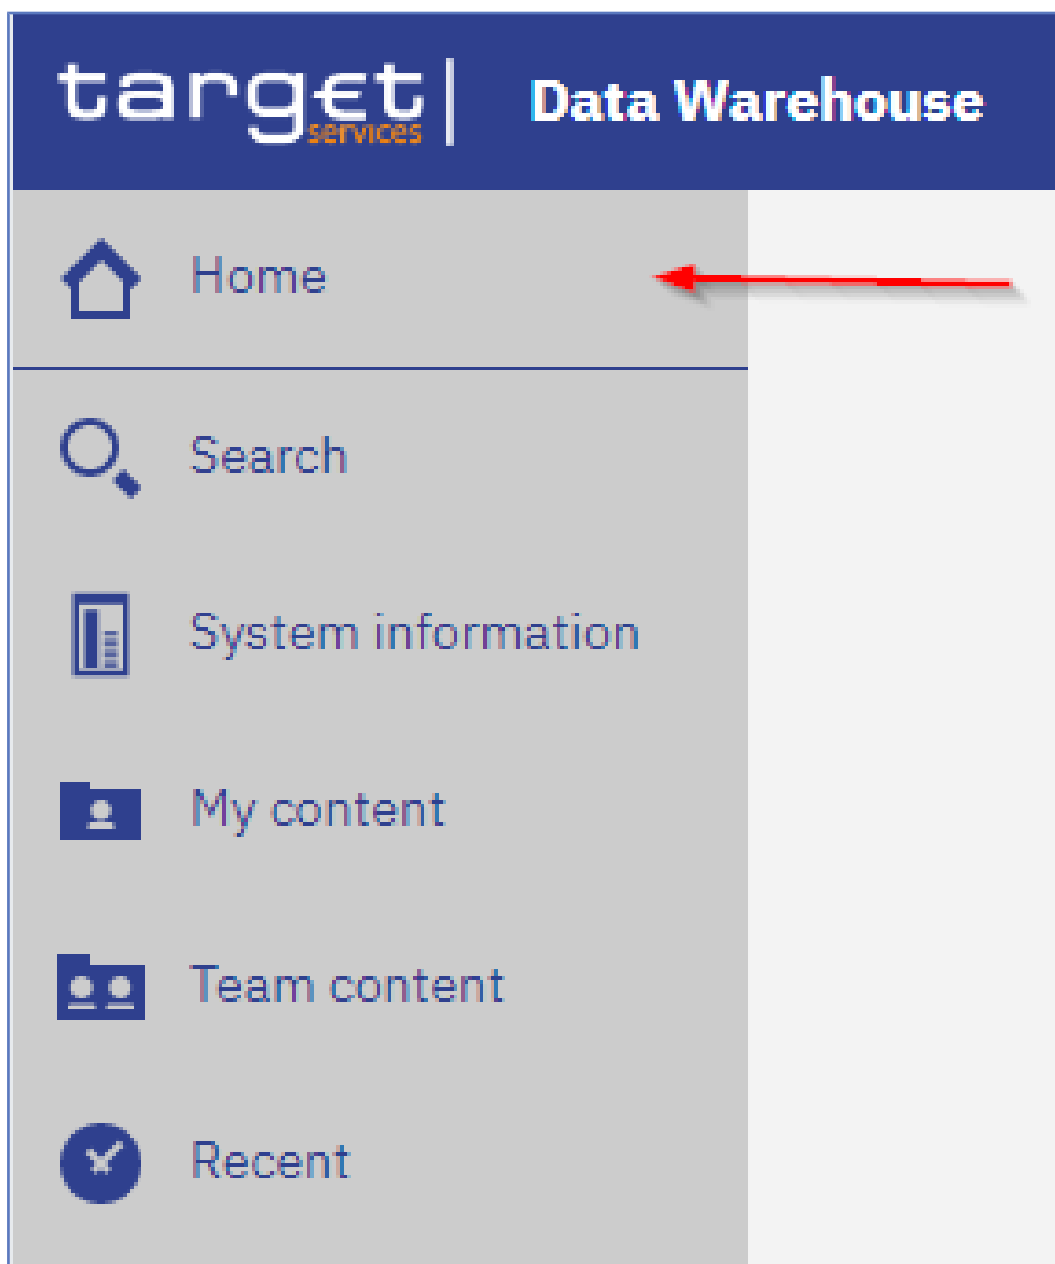 target
services
Data Warehouse
Home
Search
System information
My content
Team content
Recent